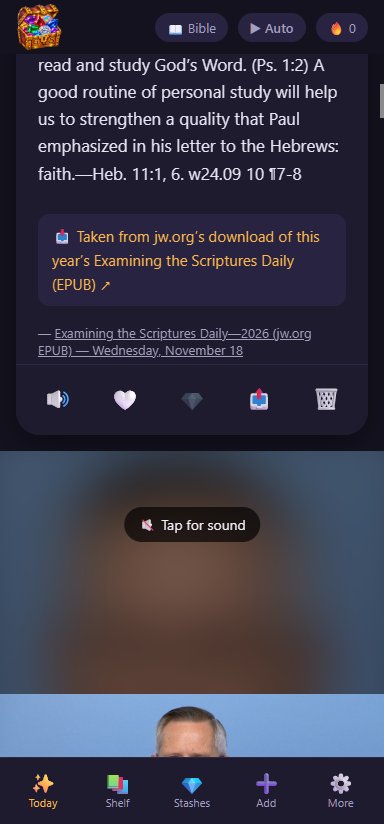 Bible
Auto
0
read and study God’s Word. (Ps. 1:2) A
good routine of personal study will help
us to strengthen a quality that Paul
emphasized in his letter to the Hebrews:
faith.—Heb. 11:1, 6. w24.09 10 ¶7-8
Taken from jw.org’s download of this
year’s Examining the Scriptures Daily
(EPUB) ↗
— Examining the Scriptures Daily—2026 (jw.org
EPUB) — Wednesday, November 18
Tap for sound
Today
Shelf
Stashes
Add
More